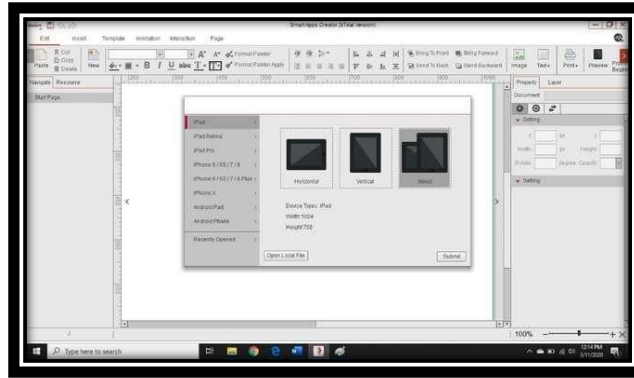 Smart Apps Creator 3(Trial Version)
Edit Insert Template Animation Interaction Page
Cut
Copy
Delete
Paste
New
B I U abc T T
Format Painter
Format Painter Apply
Bring To Front Bring Forward
Send To Back Send Backward
Image Text Print Preview
Navigate Resource
Start Page
Property Layer
Document
Setting
Width: px Height:
Rotate: degree Opacity:
Setting
iPad
iPad Retina
iPad Pro
iPhone 6 / 6S / 7 / 8
iPhone 6 / 6S / 7 / 8 Plus
iPhone X
Android Pad
Android Phone
Recently Opened
Horizontal Vertical Mixed
Device Type: iPad
Width:1024
Height:768
Open Local File Submit
100%
Type here to search
12:14 PM
5/11/2020